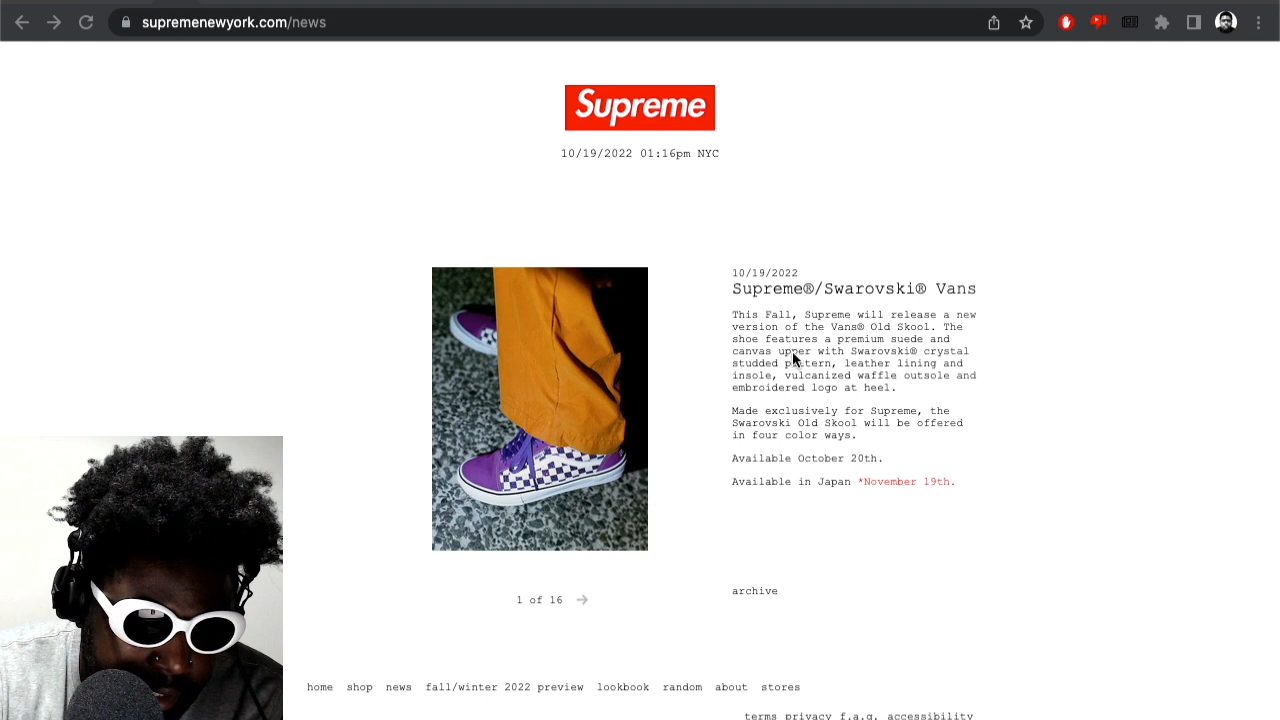 supremenewyork.com/news
Supreme
10/19/2022 01:16pm NYC
10/19/2022
Supreme®/Swarovski® Vans
This Fall, Supreme will release a new
version of the Vans® Old Skool. The
shoe features a premium suede and
canvas upper with Swarovski® crystal
studded pattern, leather lining and
insole, vulcanized waffle outsole and
embroidered logo at heel.
Made exclusively for Supreme, the
Swarovski Old Skool will be offered
in four color ways.
Available October 20th.
Available in Japan *November 19th.
1 of 16
archive
home shop news fall/winter 2022 preview lookbook random about stores
terms privacy f.a.q. accessibility